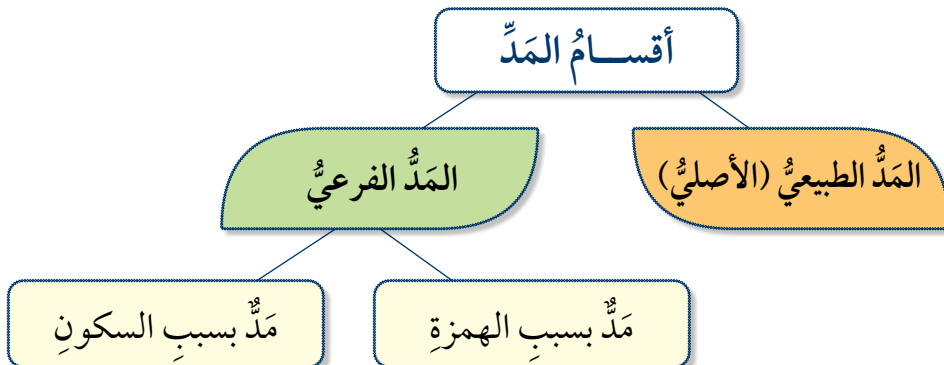 أقســامُ المَدِّ
المَدُّ الطبيعيُّ (الأصليُّ)
المَدُّ الفرعيُّ
مَدٌّ بسببِ الهمزةِ
مَدٌّ بسببِ السكونِ